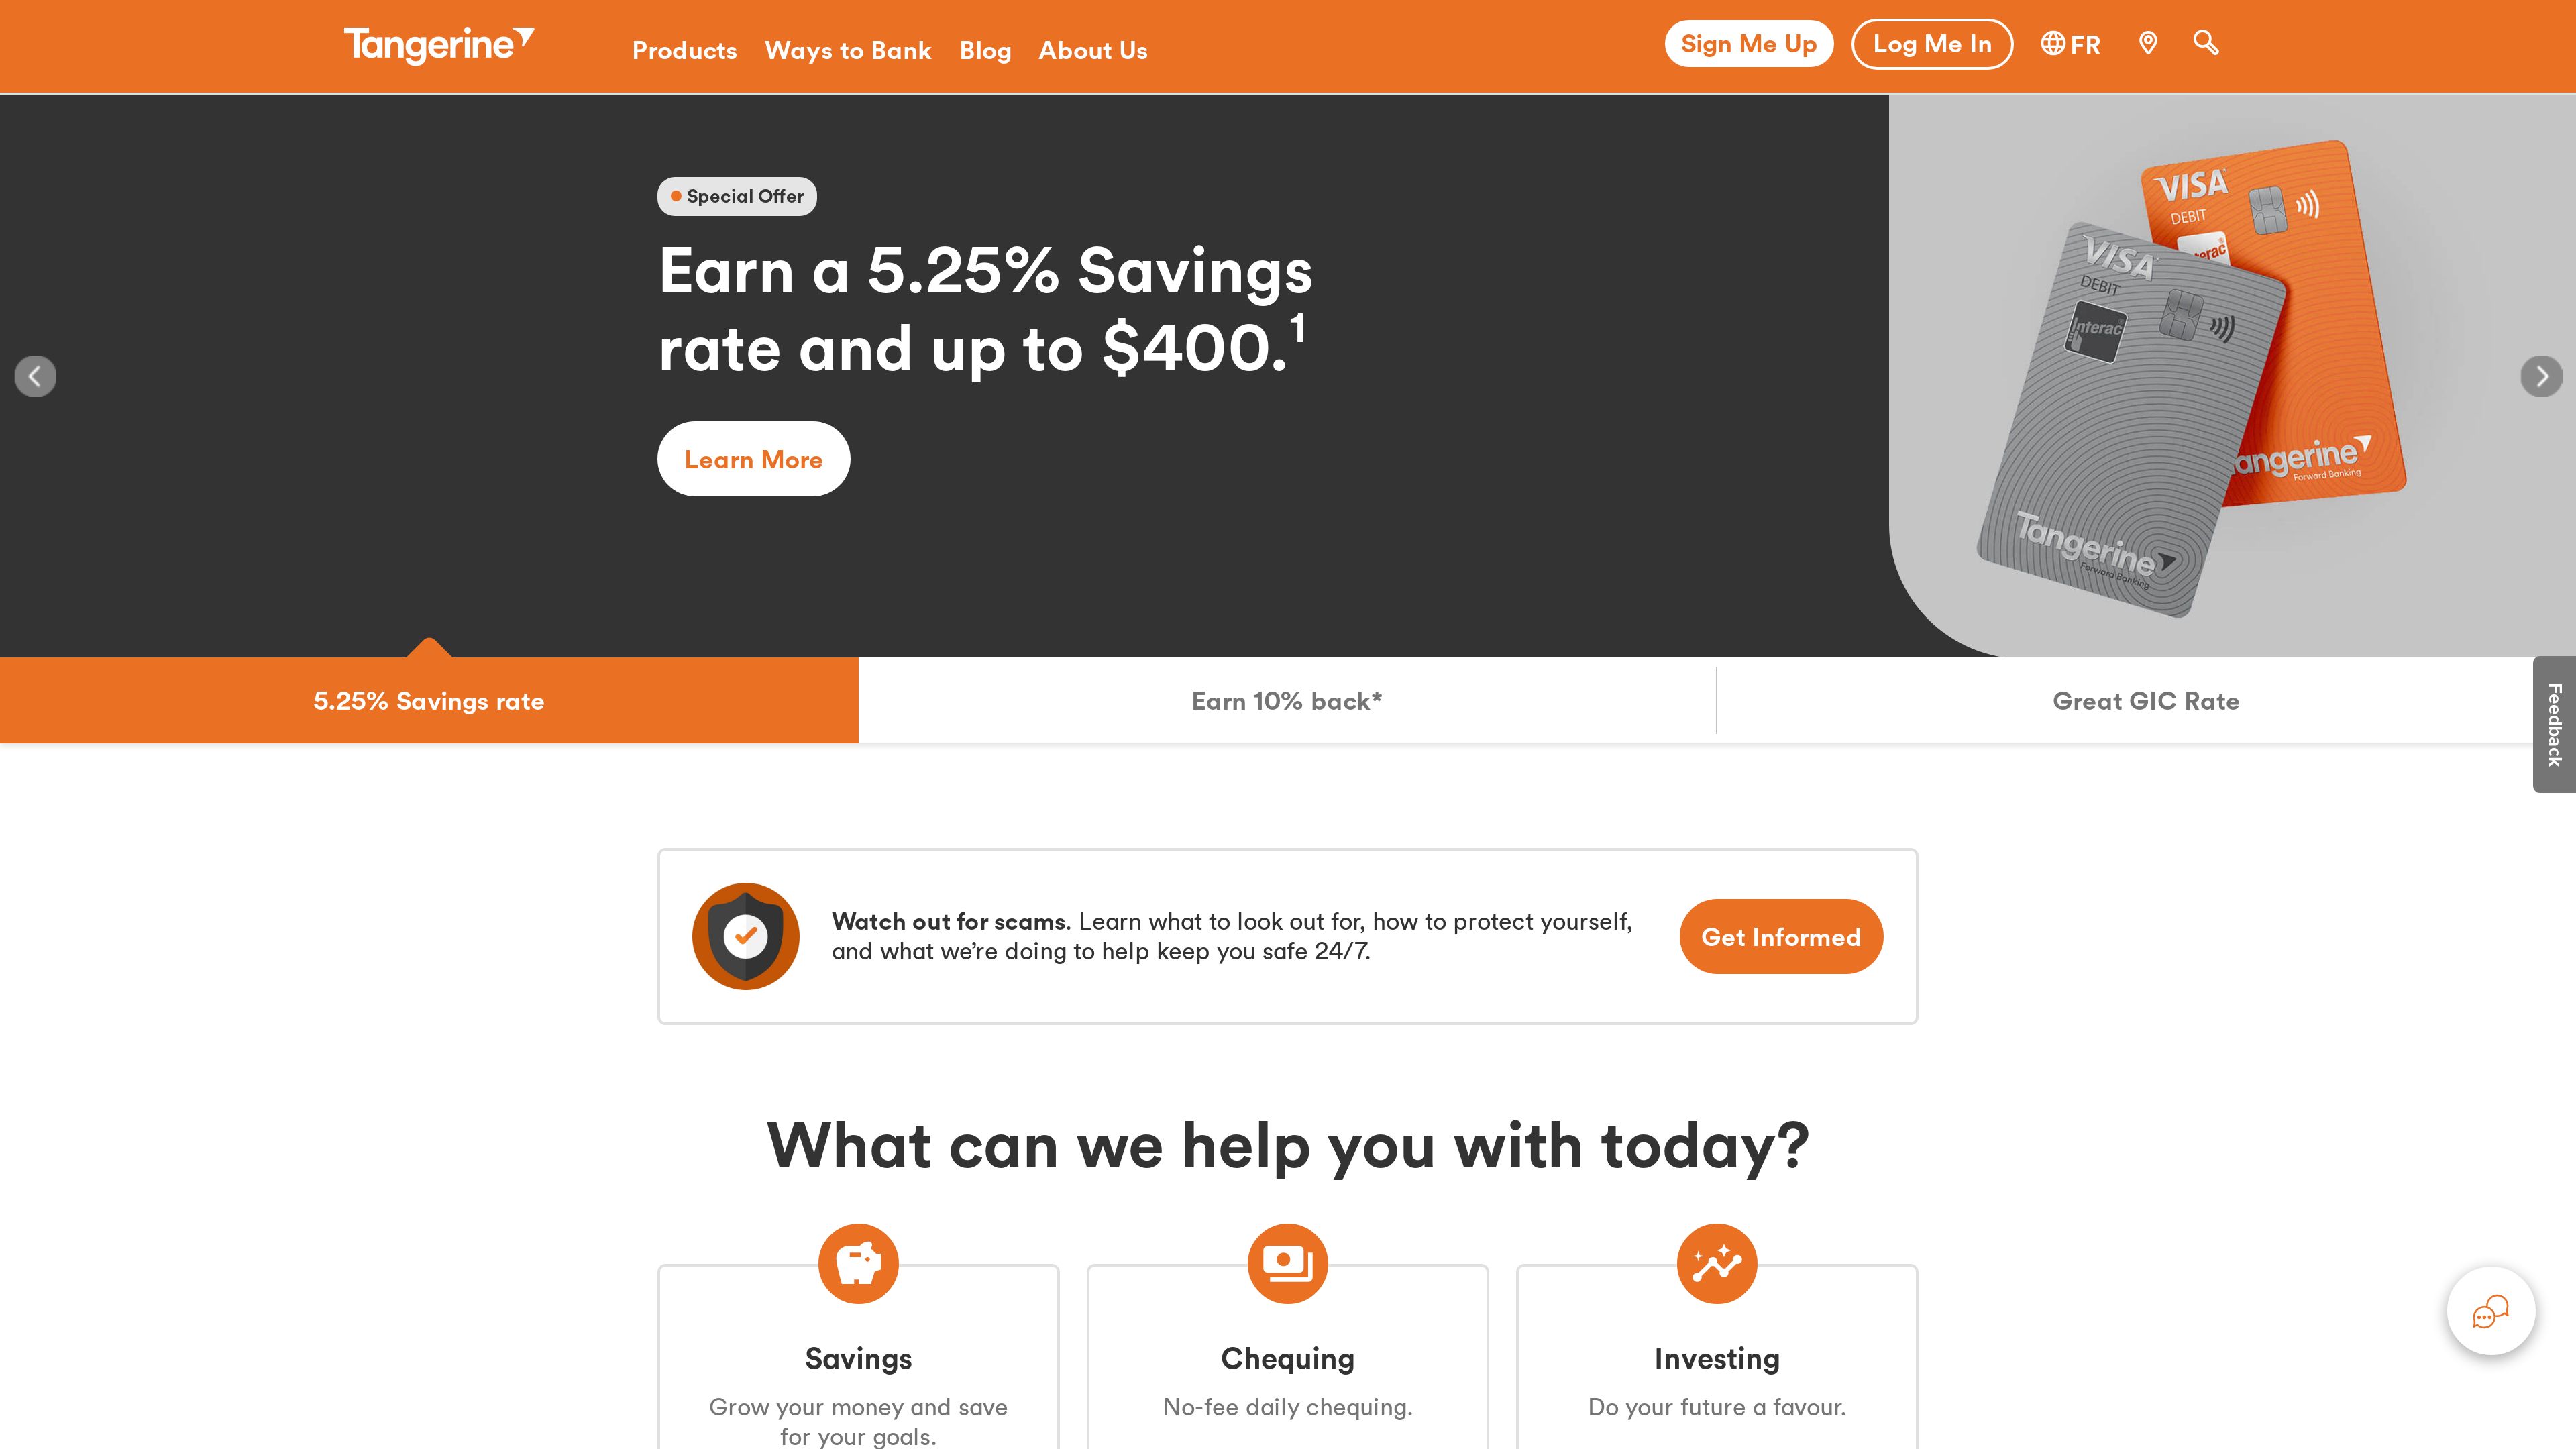 Tangerine
Products
Ways to Bank
Blog
About Us
Sign Me Up
Log Me In
FR
Special Offer
Earn a 5.25% Savings
rate and up to $400.1
Learn More
VISA
DEBIT
Tangerine
Forward Banking
VISA
DEBIT
Interac
Tangerine
Forward Banking
5.25% Savings rate
Earn 10% back*
Great GIC Rate
Feedback
Watch out for scams. Learn what to look out for, how to protect yourself,
and what we’re doing to help keep you safe 24/7.
Get Informed
What can we help you with today?
Savings
Grow your money and save
for your goals.
Chequing
No-fee daily chequing.
Investing
Do your future a favour.